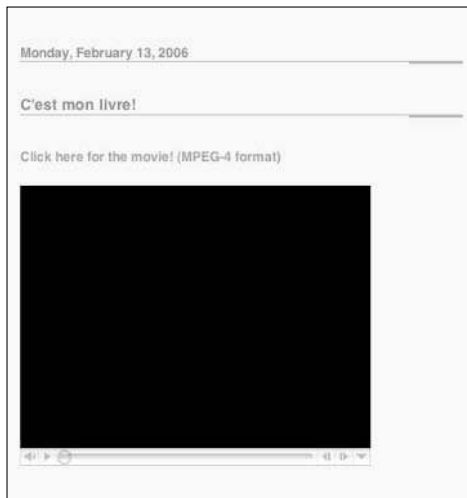 Monday, February 13, 2006
C'est mon livre!
Click here for the movie! (MPEG-4 format)